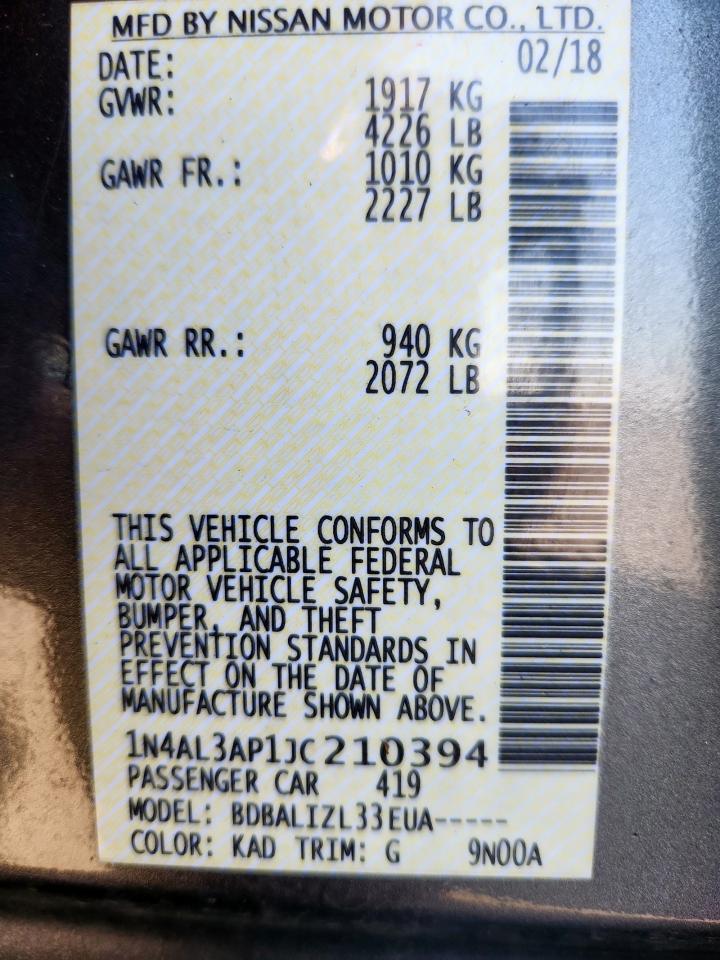 MFD BY NISSAN MOTOR CO., LTD.
DATE: 02/18
GVWR: 1917 KG
4226 LB
GAWR FR.: 1010 KG
2227 LB
GAWR RR.: 940 KG
2072 LB
THIS VEHICLE CONFORMS TO
ALL APPLICABLE FEDERAL
MOTOR VEHICLE SAFETY,
BUMPER, AND THEFT
PREVENTION STANDARDS IN
EFFECT ON THE DATE OF
MANUFACTURE SHOWN ABOVE.
1N4AL3AP1JC210394
PASSENGER CAR 419
MODEL: BDBALIZL33EUA-----
COLOR: KAD TRIM: G 9N00A